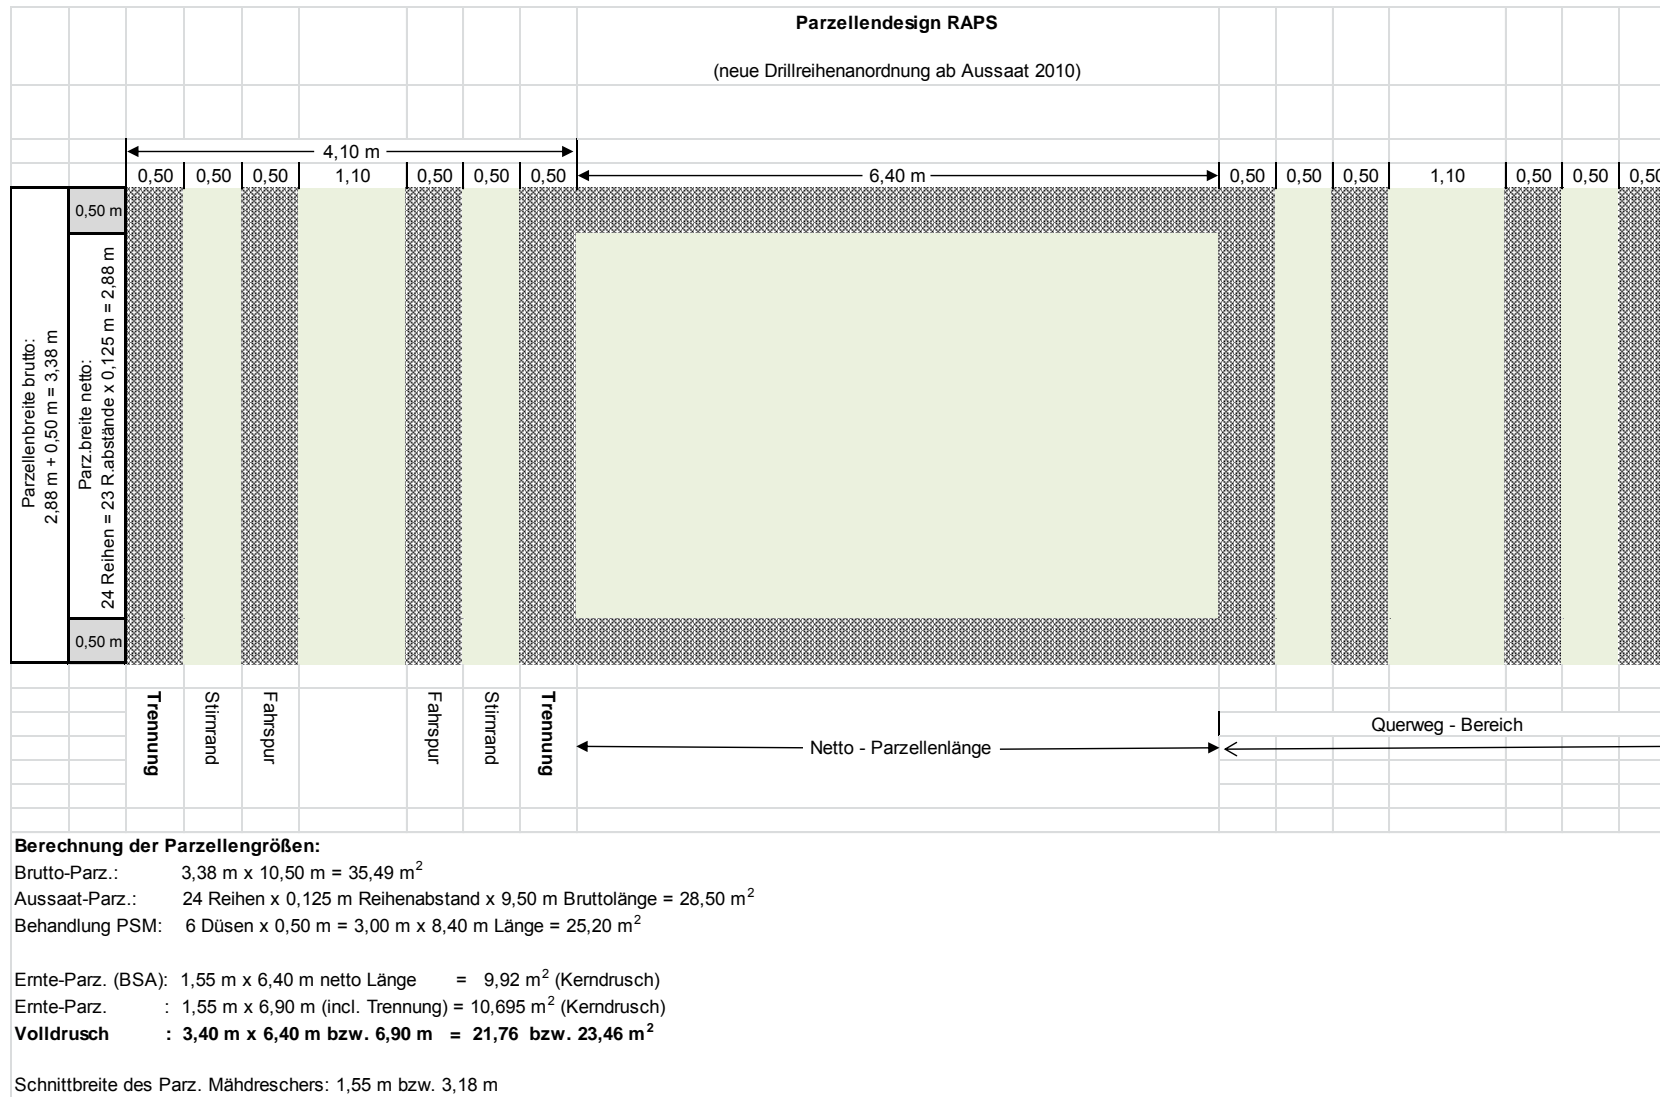 Parzellendesign RAPS
(neue Drillreihenanordnung ab Aussaat 2010)
4,10 m
0,50 0,50 0,50 1,10 0,50 0,50 0,50 6,40 m 0,50 0,50 0,50 1,10 0,50 0,50 0,50
Parzellenbreite brutto:
2,88 m + 0,50 m = 3,38 m
0,50 m
Parz.breite netto:
24 Reihen = 23 R.abstände x 0,125 m = 2,88 m
0,50 m
Trennung
Stirnrand
Fahrspur
Fahrspur
Stirnrand
Trennung
Netto - Parzellenlänge
Querweg - Bereich
Berechnung der Parzellengrößen:
Brutto-Parz.: 3,38 m x 10,50 m = 35,49 m²
Aussaat-Parz.: 24 Reihen x 0,125 m Reihenabstand x 9,50 m Bruttolänge = 28,50 m²
Behandlung PSM: 6 Düsen x 0,50 m = 3,00 m x 8,40 m Länge = 25,20 m²
Ernte-Parz. (BSA): 1,55 m x 6,40 m netto Länge = 9,92 m² (Kerndrusch)
Ernte-Parz. : 1,55 m x 6,90 m (incl. Trennung) = 10,695 m² (Kerndrusch)
Volldrusch : 3,40 m x 6,40 m bzw. 6,90 m = 21,76 bzw. 23,46 m²
Schnittbreite des Parz. Mähdreschers: 1,55 m bzw. 3,18 m